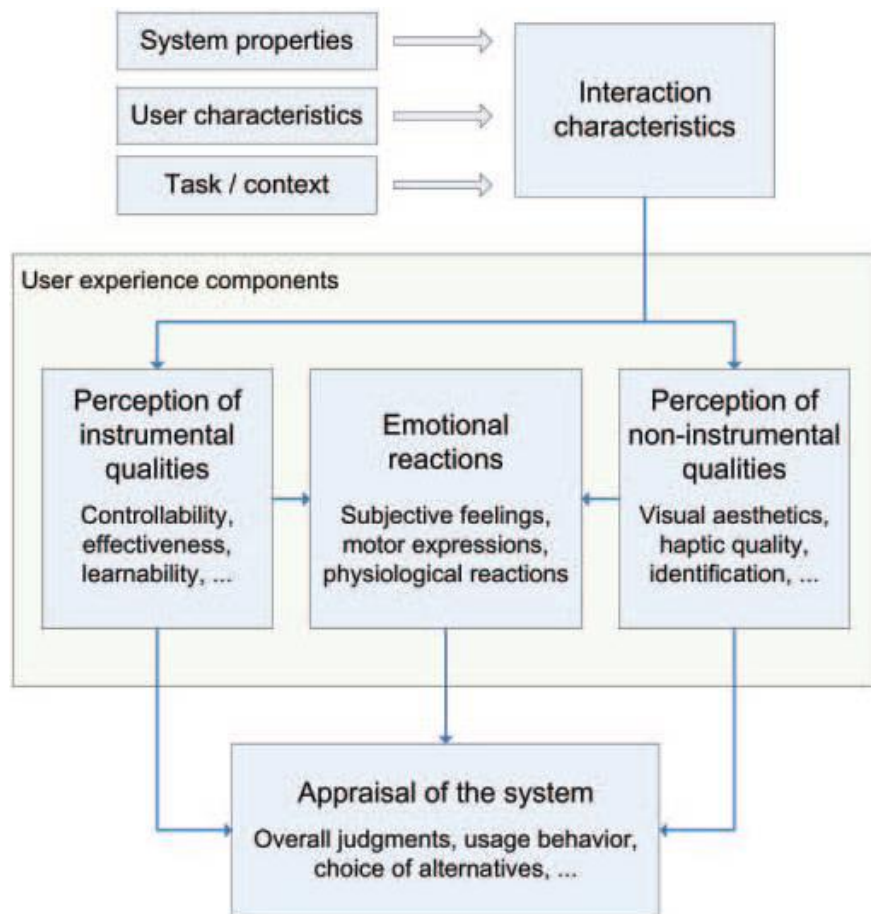 System properties
User characteristics
Task / context
Interaction
characteristics
User experience components
Perception of
instrumental
qualities
Controllability,
effectiveness,
learnability, ...
Emotional
reactions
Subjective feelings,
motor expressions,
physiological reactions
Perception of
non-instrumental
qualities
Visual aesthetics,
haptic quality,
identification, ...
Appraisal of the system
Overall judgments, usage behavior,
choice of alternatives, ...